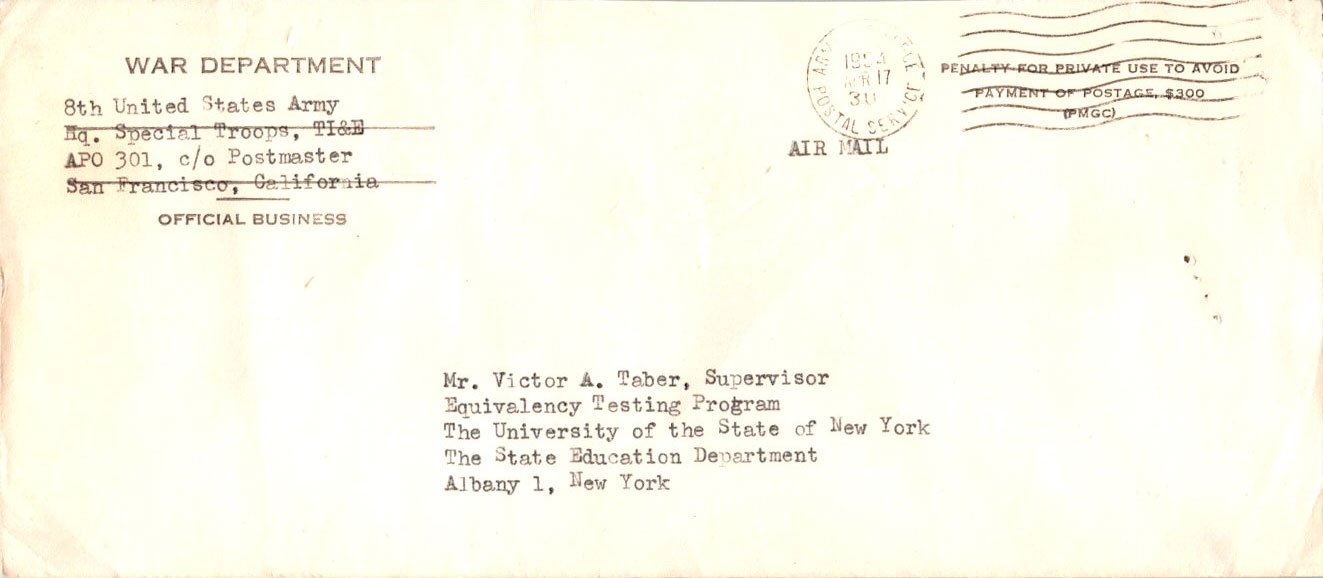 WAR DEPARTMENT
8th United States Army
Hq. Special Troops, TI&E
APO 301, c/o Postmaster
San Francisco, California
OFFICIAL BUSINESS
ARMY
1954
APR 17
30
POSTAL SERVICE
AIR MAIL
PENALTY FOR PRIVATE USE TO AVOID
PAYMENT OF POSTAGE, $300
(PMGC)
Mr. Victor A. Taber, Supervisor
Equivalency Testing Program
The University of the State of New York
The State Education Department
Albany 1, New York